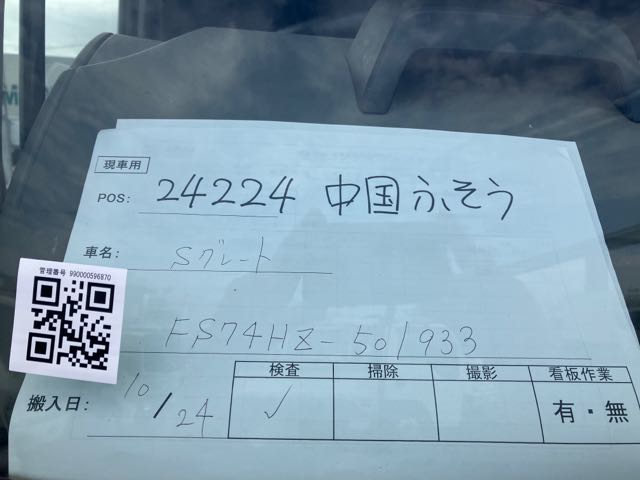 現車用
POS: 24224 中国ふそう
車名: Sグレート
管理番号 990000596870
FS74HZ-501933
検査 掃除 撮影 看板作業
搬入日: 10/24 ✓ 有・無